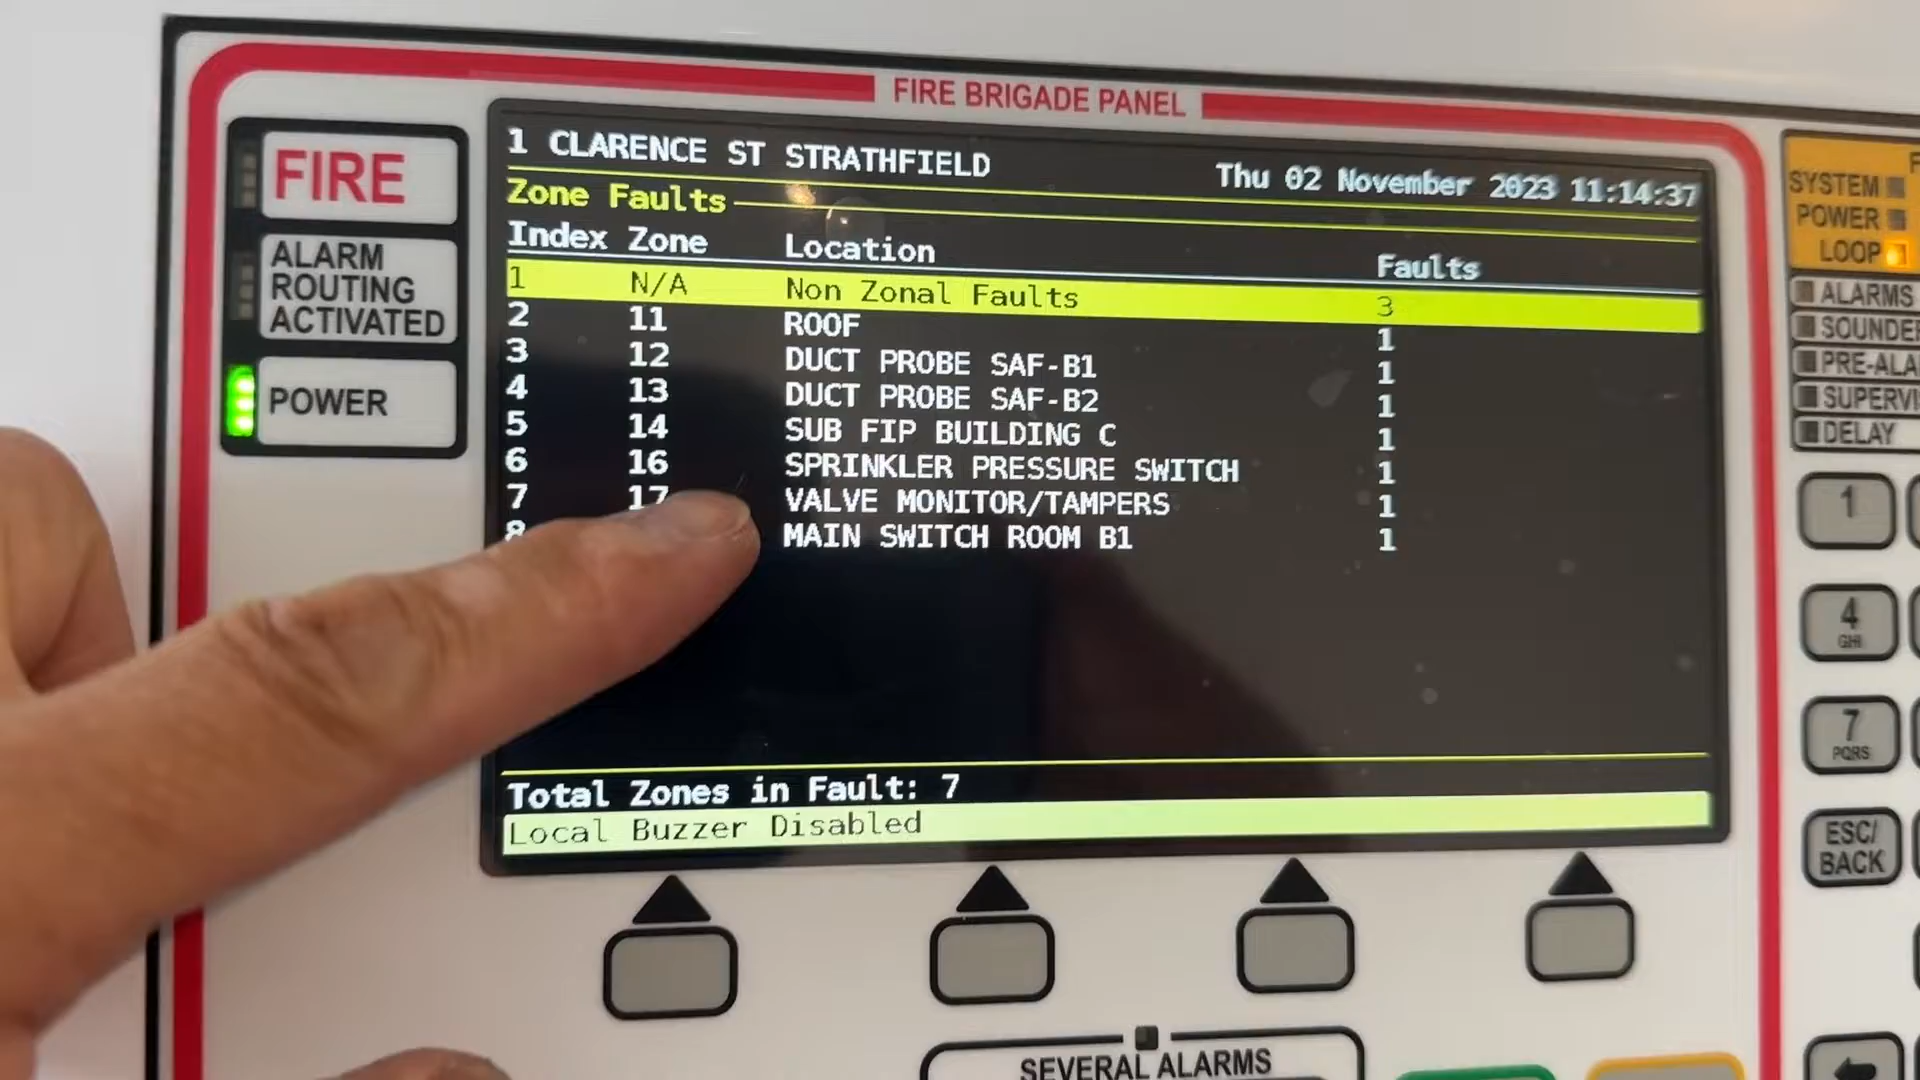 FIRE BRIGADE PANEL
1 CLARENCE ST STRATHFIELD
Thu 02 November 2023 11:14:37
Zone Faults
Index Zone Location Faults
1 N/A Non Zonal Faults 3
2 11 ROOF 1
3 12 DUCT PROBE SAF-B1 1
4 13 DUCT PROBE SAF-B2 1
5 14 SUB FIP BUILDING C 1
6 16 SPRINKLER PRESSURE SWITCH 1
7 17 VALVE MONITOR/TAMPERS 1
8 MAIN SWITCH ROOM B1 1
Total Zones in Fault: 7
Local Buzzer Disabled
FIRE
ALARM
ROUTING
ACTIVATED
POWER
SYSTEM
POWER
LOOP
ALARMS
DELAY
1
4
GHI
7
PQRS
ESC/
BACK
SEVERAL ALARMS